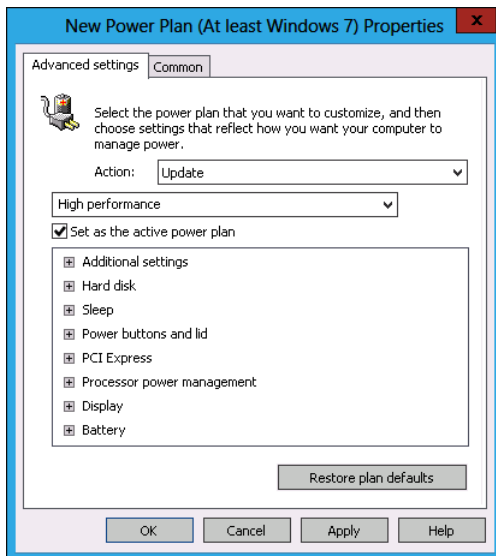 New Power Plan (At least Windows 7) Properties
x
Advanced settings
Common
Select the power plan that you want to customize, and then
choose settings that reflect how you want your computer to
manage power.
Action:
Update
High performance
Set as the active power plan
Additional settings
Hard disk
Sleep
Power buttons and lid
PCI Express
Processor power management
Display
Battery
Restore plan defaults
OK
Cancel
Apply
Help